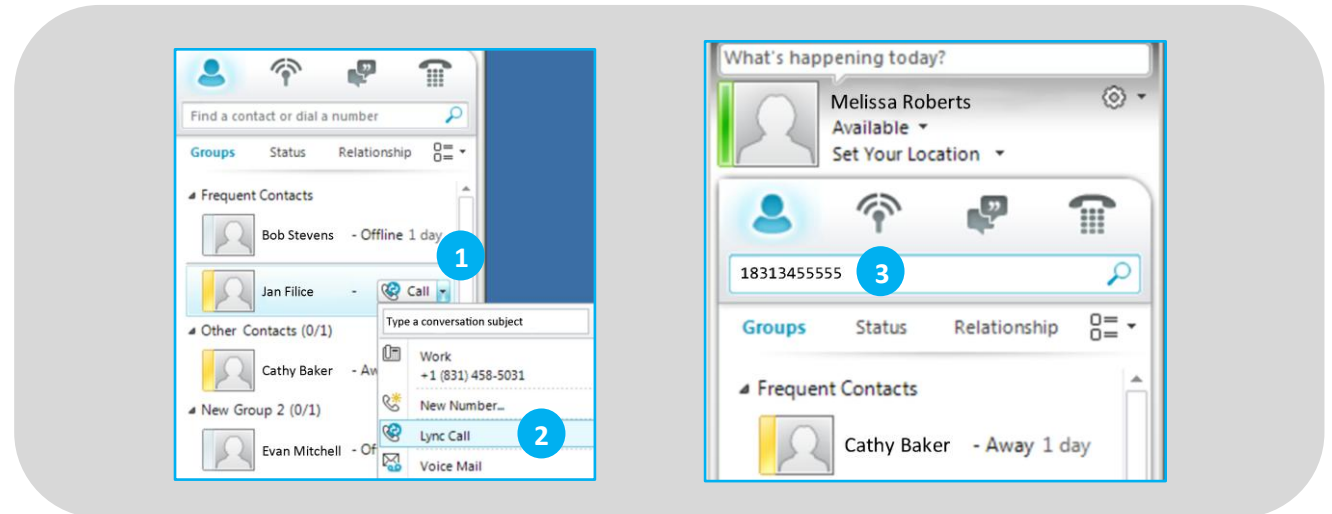 Find a contact or dial a number
Groups Status Relationship
Frequent Contacts
Bob Stevens - Offline 1 day
1
Jan Filice - Call
Type a conversation subject
Other Contacts (0/1)
Work
+1 (831) 458-5031
Cathy Baker - Aw
New Number...
New Group 2 (0/1)
Lync Call 2
Evan Mitchell - Of
Voice Mail
What's happening today?
Melissa Roberts
Available
Set Your Location
18313455555 3
Groups Status Relationship
Frequent Contacts
Cathy Baker - Away 1 day